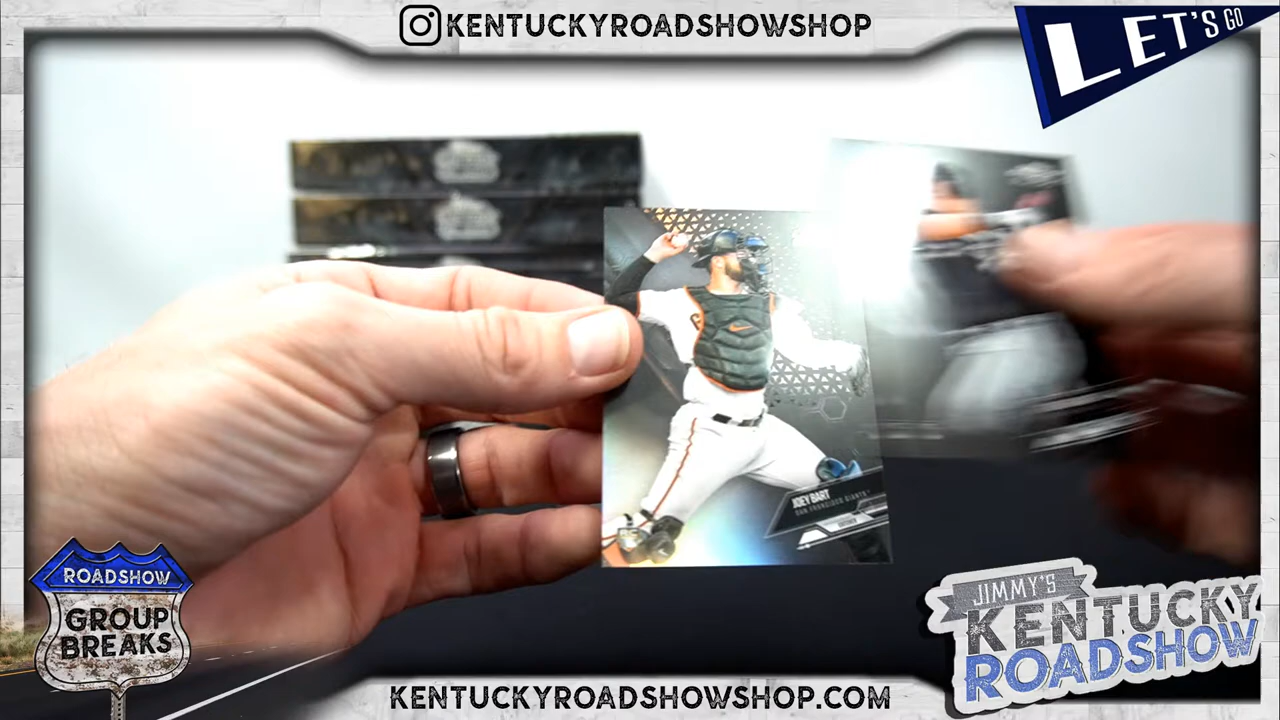 KENTUCKYROADSHOWSHOP
LET'S GO
JOEY BART
SAN FRANCISCO GIANTS
ROADSHOW
GROUP
BREAKS
JIMMY'S
KENTUCKY
ROADSHOW
KENTUCKYROADSHOWSHOP.COM